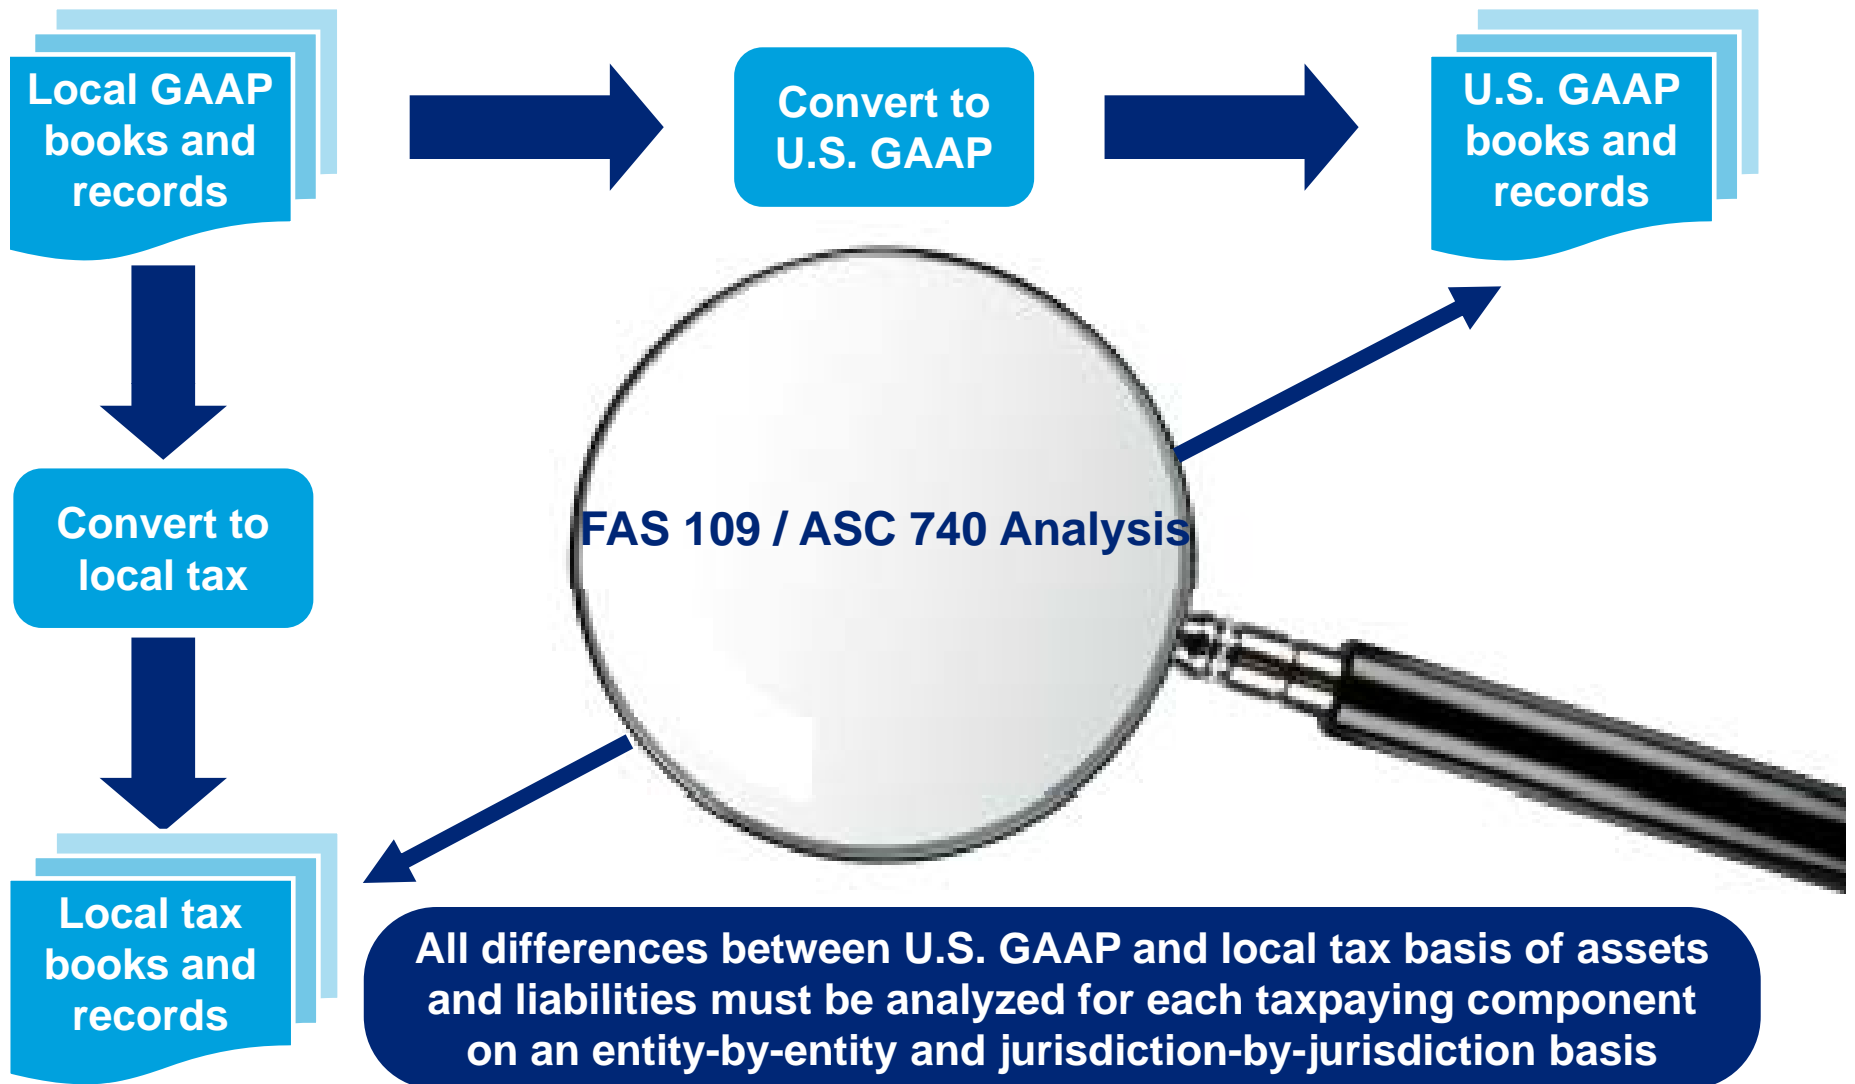 Local GAAP
books and
records
Convert to
U.S. GAAP
U.S. GAAP
books and
records
Convert to
local tax
FAS 109 / ASC 740 Analysis
Local tax
books and
records
All differences between U.S. GAAP and local tax basis of assets
and liabilities must be analyzed for each taxpaying component
on an entity-by-entity and jurisdiction-by-jurisdiction basis